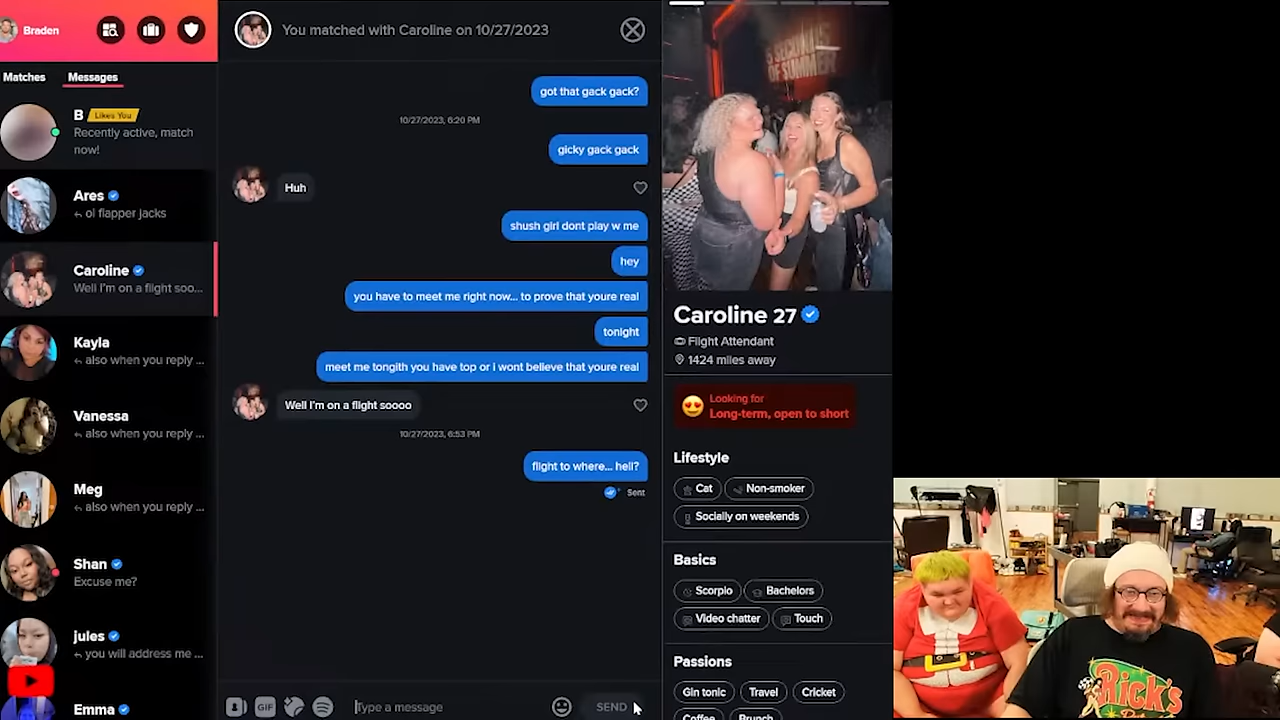 Braden
Matches
Messages
B Likes You
Recently active, match
now!
Ares
ol flapper jacks
Caroline
Well I'm on a flight soo...
Kayla
also when you reply ...
Vanessa
also when you reply ...
Meg
also when you reply ...
Shan
Excuse me?
jules
you will address me ...
Emma
You matched with Caroline on 10/27/2023
got that gack gack?
10/27/2023, 6:20 PM
gicky gack gack
Huh
shush girl dont play w me
hey
you have to meet me right now... to prove that youre real
tonight
meet me tongith you have top or i wont believe that youre real
Well I'm on a flight soooo
10/27/2023, 6:53 PM
flight to where... hell?
Sent
GIF
Type a message
SEND
5 SECONDS
OF SUMMER
Caroline 27
Flight Attendant
1424 miles away
Looking for
Long-term, open to short
Lifestyle
Cat
Non-smoker
Socially on weekends
Basics
Scorpio
Bachelors
Video chatter
Touch
Passions
Gin tonic
Travel
Cricket
Coffee
Brunch
Rick's